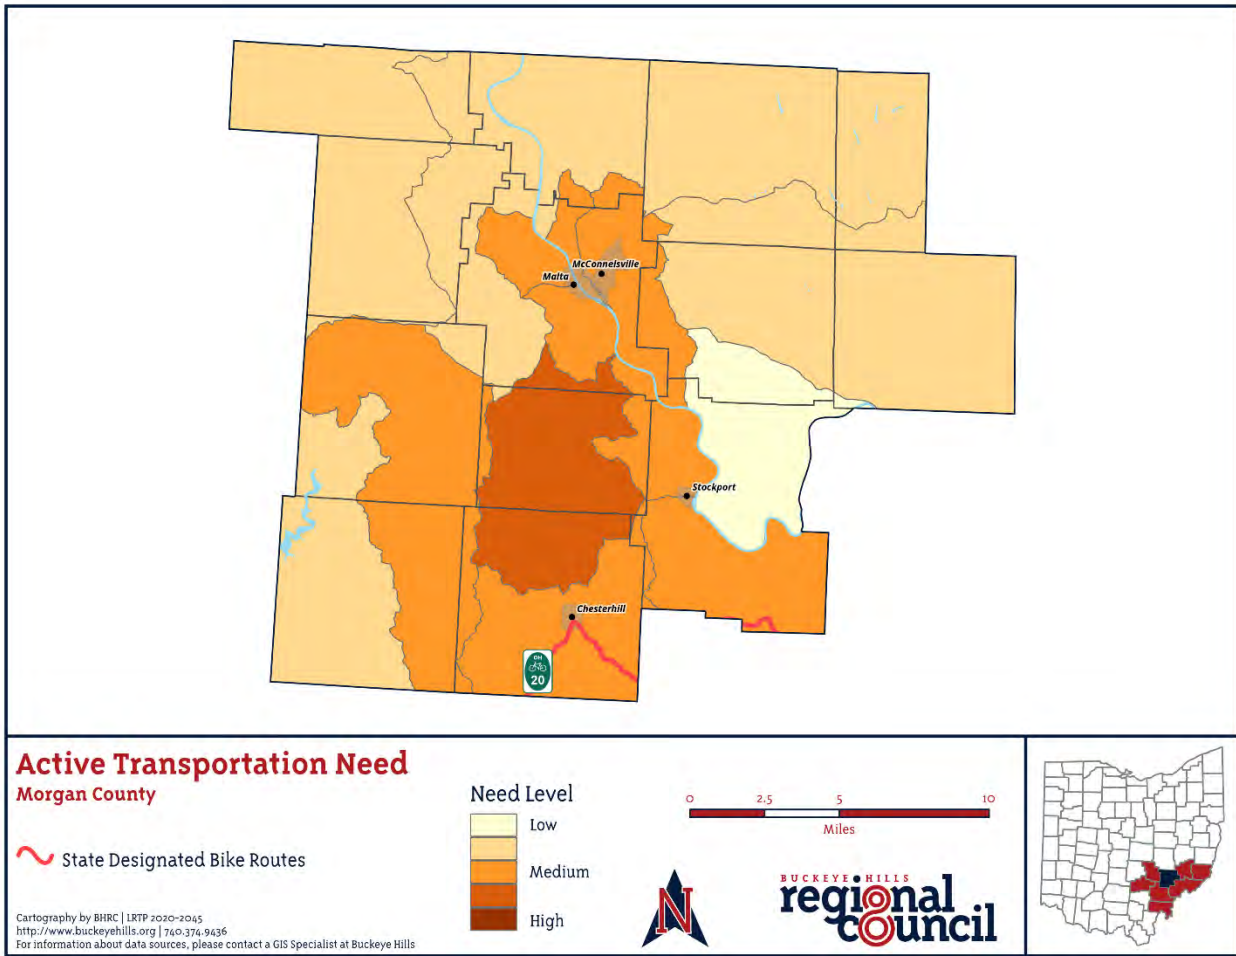 McConnelsville
Malta
Stockport
Chesterhill
OH
20
Active Transportation Need
Morgan County
State Designated Bike Routes
Cartography by BHRC | LRTP 2020-2045
http://www.buckeyehills.org | 740.374.9436
For information about data sources, please contact a GIS Specialist at Buckeye Hills
Need Level
Low
Medium
High
0 2.5 5 10
Miles
N
BUCKEYE HILLS
regional
council